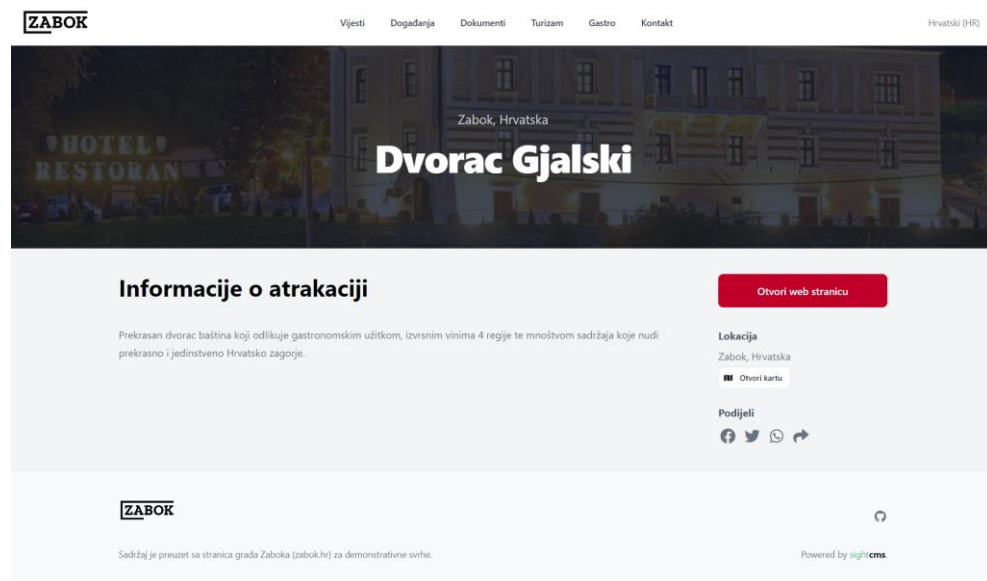 ZABOK
Vijesti Događanja Dokumenti Turizam Gastro Kontakt
Hrvatski (HR)
HOTEL
RESTORAN
Zabok, Hrvatska
Dvorac Gjalski
Informacije o atrakaciji
Prekrasan dvorac baština koji odlikuje gastronomskim užitkom, izvrsnim vinima 4 regije te mnoštvom sadržaja koje nudi
prekrasno i jedinstveno Hrvatsko zagorje.
Otvori web stranicu
Lokacija
Zabok, Hrvatska
Otvori kartu
Podijeli
ZABOK
Sadržaj je preuzet sa stranica grada Zaboka (zabok.hr) za demonstrativne svrhe.
Powered by sightcms.